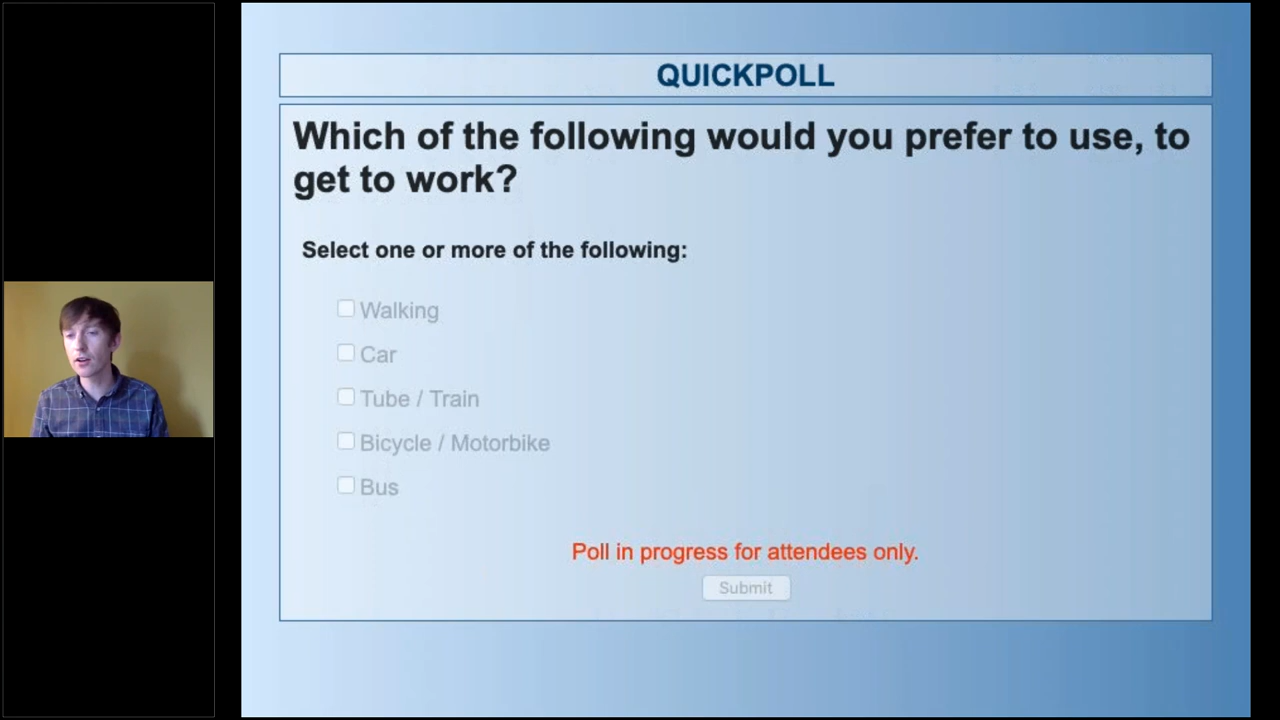 QUICKPOLL
Which of the following would you prefer to use, to
get to work?
Select one or more of the following:
Walking
Car
Tube / Train
Bicycle / Motorbike
Bus
Poll in progress for attendees only.
Submit